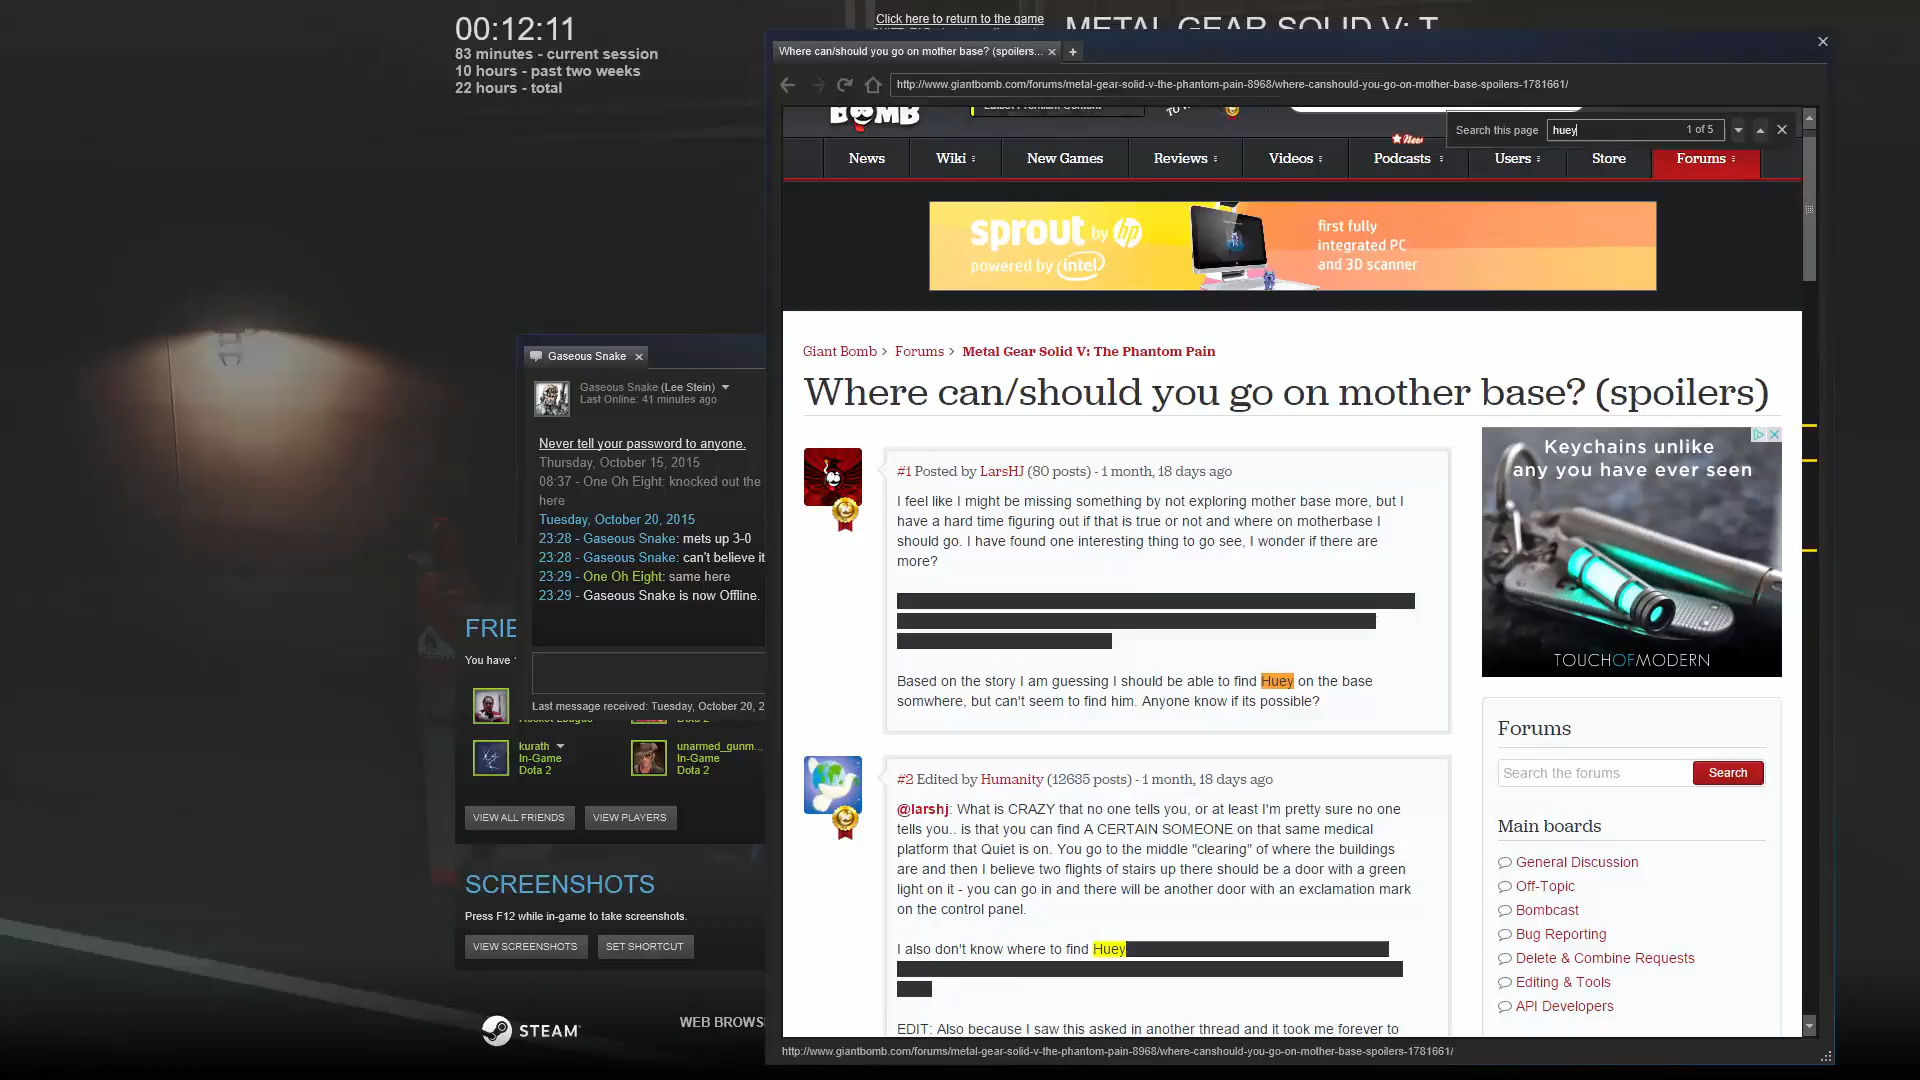 00:12:11
83 minutes - current session
10 hours - past two weeks
22 hours - total
Click here to return to the game
METAL GEAR SOLID V: T
Where can/should you go on mother base? (spoilers...
http://www.giantbomb.com/forums/metal-gear-solid-v-the-phantom-pain-8968/where-canshould-you-go-on-mother-base-spoilers-1781661/
BOMB
Latest Premium Content
Search this page
huey
1 of 5
New
News
Wiki
New Games
Reviews
Videos
Podcasts
Users
Store
Forums
sprout by hp
powered by intel
first fully
integrated PC
and 3D scanner
Giant Bomb > Forums > Metal Gear Solid V: The Phantom Pain
Where can/should you go on mother base? (spoilers)
#1 Posted by LarsHJ (80 posts) - 1 month, 18 days ago
I feel like I might be missing something by not exploring mother base more, but I
have a hard time figuring out if that is true or not and where on motherbase I
should go. I have found one interesting thing to go see, I wonder if there are
more?
Based on the story I am guessing I should be able to find Huey on the base
somwhere, but can't seem to find him. Anyone know if its possible?
#2 Edited by Humanity (12635 posts) - 1 month, 18 days ago
@larshj: What is CRAZY that no one tells you, or at least I'm pretty sure no one
tells you.. is that you can find A CERTAIN SOMEONE on that same medical
platform that Quiet is on. You go to the middle "clearing" of where the buildings
are and then I believe two flights of stairs up there should be a door with a green
light on it - you can go in and there will be another door with an exclamation mark
on the control panel.
I also don't know where to find Huey
EDIT: Also because I saw this asked in another thread and it took me forever to
Keychains unlike
any you have ever seen
TOUCHOFMODERN
Forums
Search the forums
Search
Main boards
General Discussion
Off-Topic
Bombcast
Bug Reporting
Delete & Combine Requests
Editing & Tools
API Developers
http://www.giantbomb.com/forums/metal-gear-solid-v-the-phantom-pain-8968/where-canshould-you-go-on-mother-base-spoilers-1781661/
Gaseous Snake
Gaseous Snake (Lee Stein)
Last Online: 41 minutes ago
Never tell your password to anyone.
Thursday, October 15, 2015
08:37 - One Oh Eight: knocked out the
here
Tuesday, October 20, 2015
23:28 - Gaseous Snake: mets up 3-0
23:28 - Gaseous Snake: can't believe it
23:29 - One Oh Eight: same here
23:29 - Gaseous Snake is now Offline.
Last message received: Tuesday, October 20, 2
FRIE
You have
Rocket League
Dota 2
kurath
In-Game
Dota 2
unarmed_gunm...
In-Game
Dota 2
VIEW ALL FRIENDS
VIEW PLAYERS
SCREENSHOTS
Press F12 while in-game to take screenshots.
VIEW SCREENSHOTS
SET SHORTCUT
STEAM
WEB BROWS